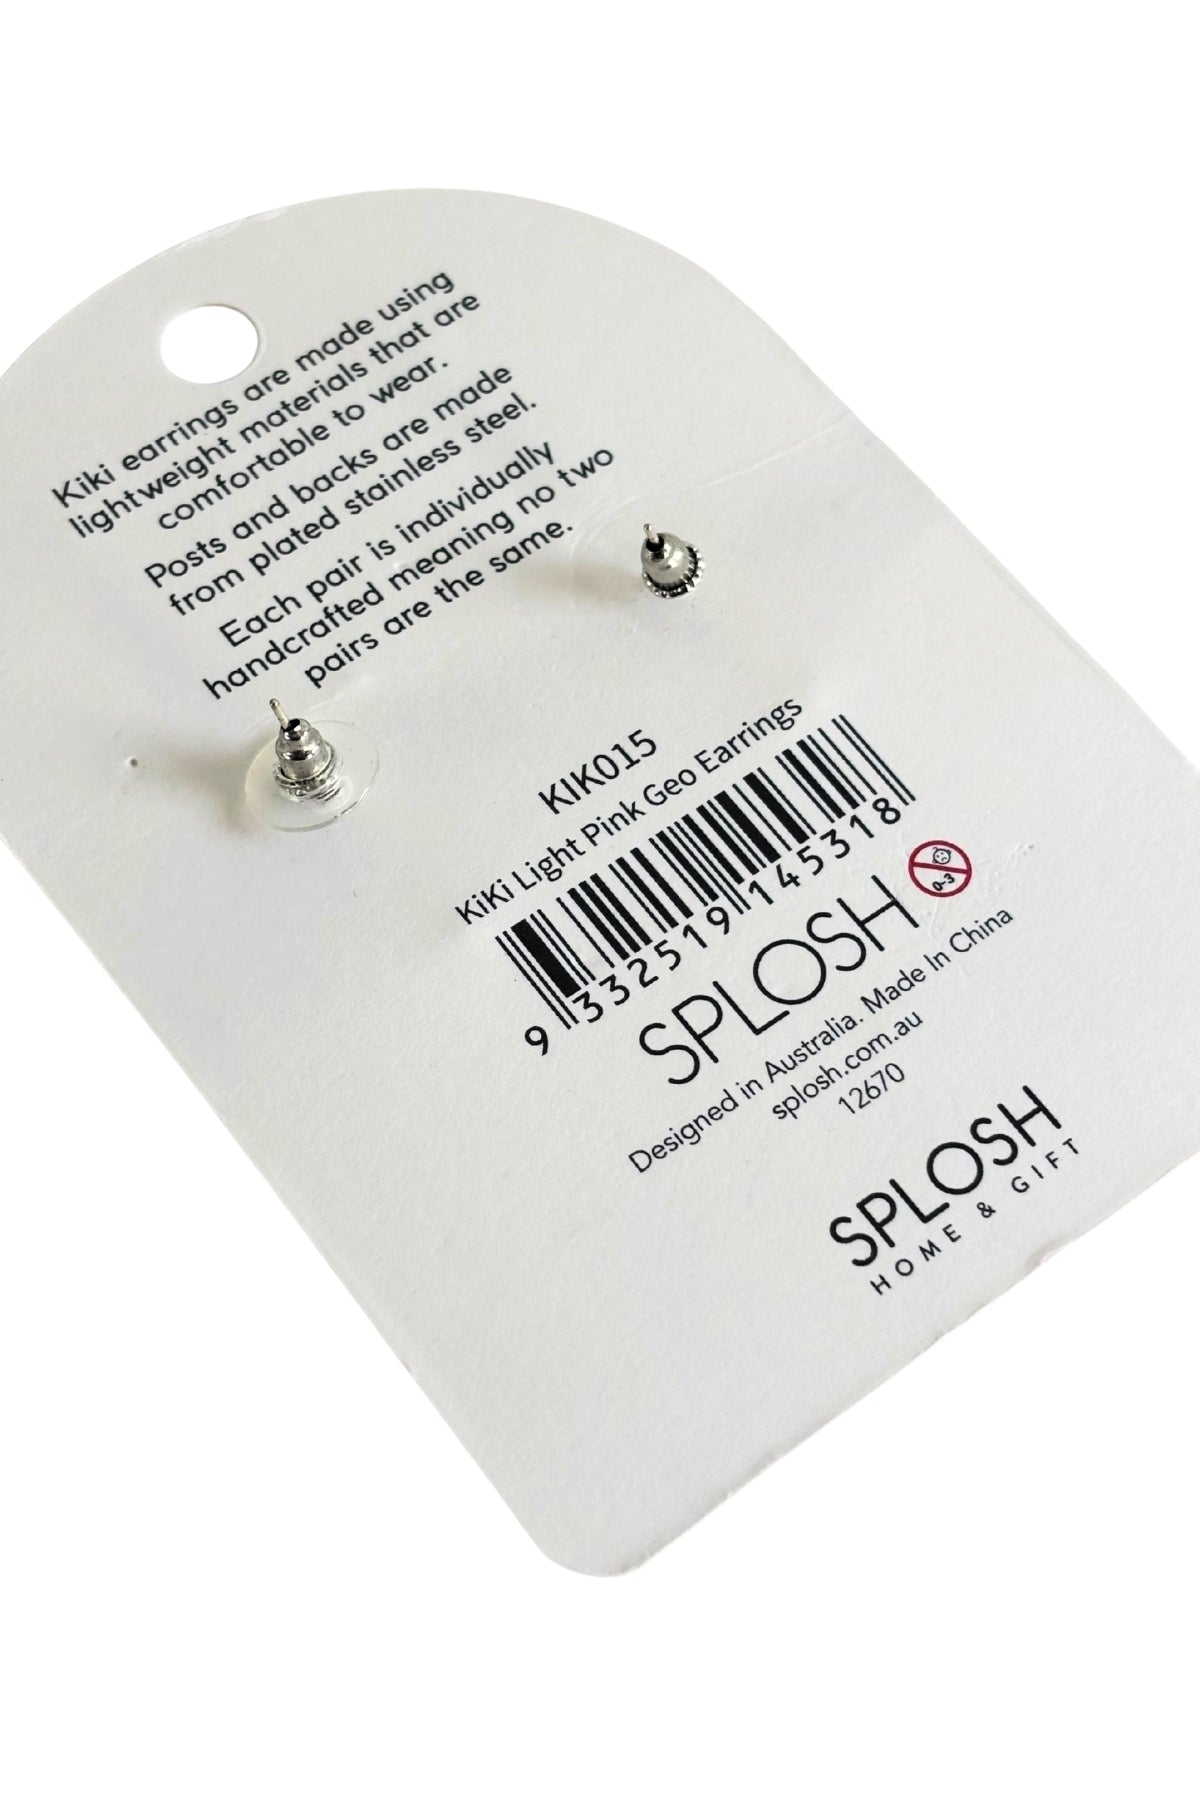 Kiki earrings are made using
lightweight materials that are
comfortable to wear.
Posts and backs are made
from plated stainless steel.
Each pair is individually
handcrafted meaning no two
pairs are the same.
KIK015
KiKi Light Pink Geo Earrings
9 332519 145318
0-3
SPLOSH
Designed in Australia. Made In China
splosh.com.au
12670
SPLOSH
HOME & GIFT